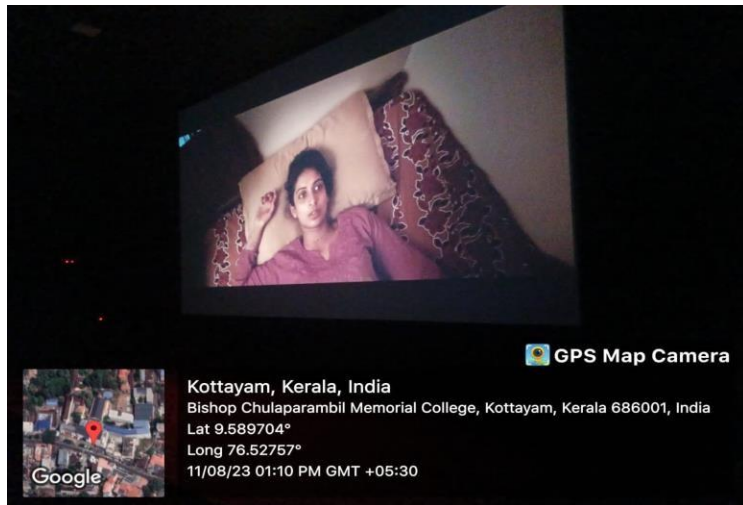 GPS Map Camera
Kottayam, Kerala, India
Bishop Chulaparambil Memorial College, Kottayam, Kerala 686001, India
Lat 9.589704°
Long 76.52757°
11/08/23 01:10 PM GMT +05:30
Google